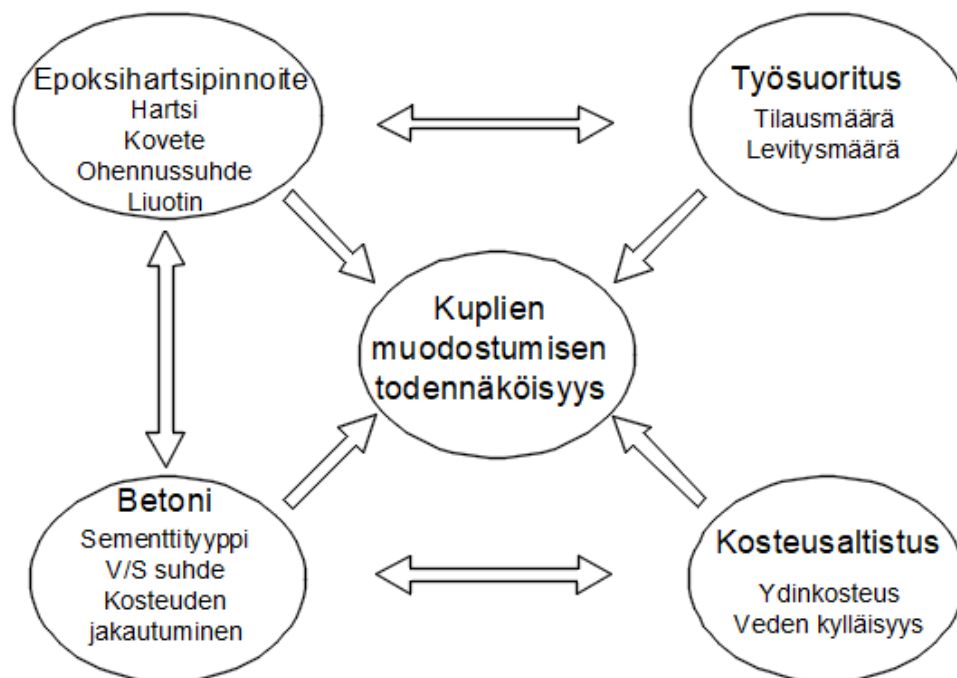 Epoksihartsipinnoite
Hartsi
Kovete
Ohennussuhde
Liuotin
Työsuoritus
Tilausmäärä
Levitysmäärä
Kuplien
muodostumisen
todennäköisyys
Betoni
Sementtityyppi
V/S suhde
Kosteuden
jakautuminen
Kosteusaltistus
Ydinkosteus
Veden kylläisyys